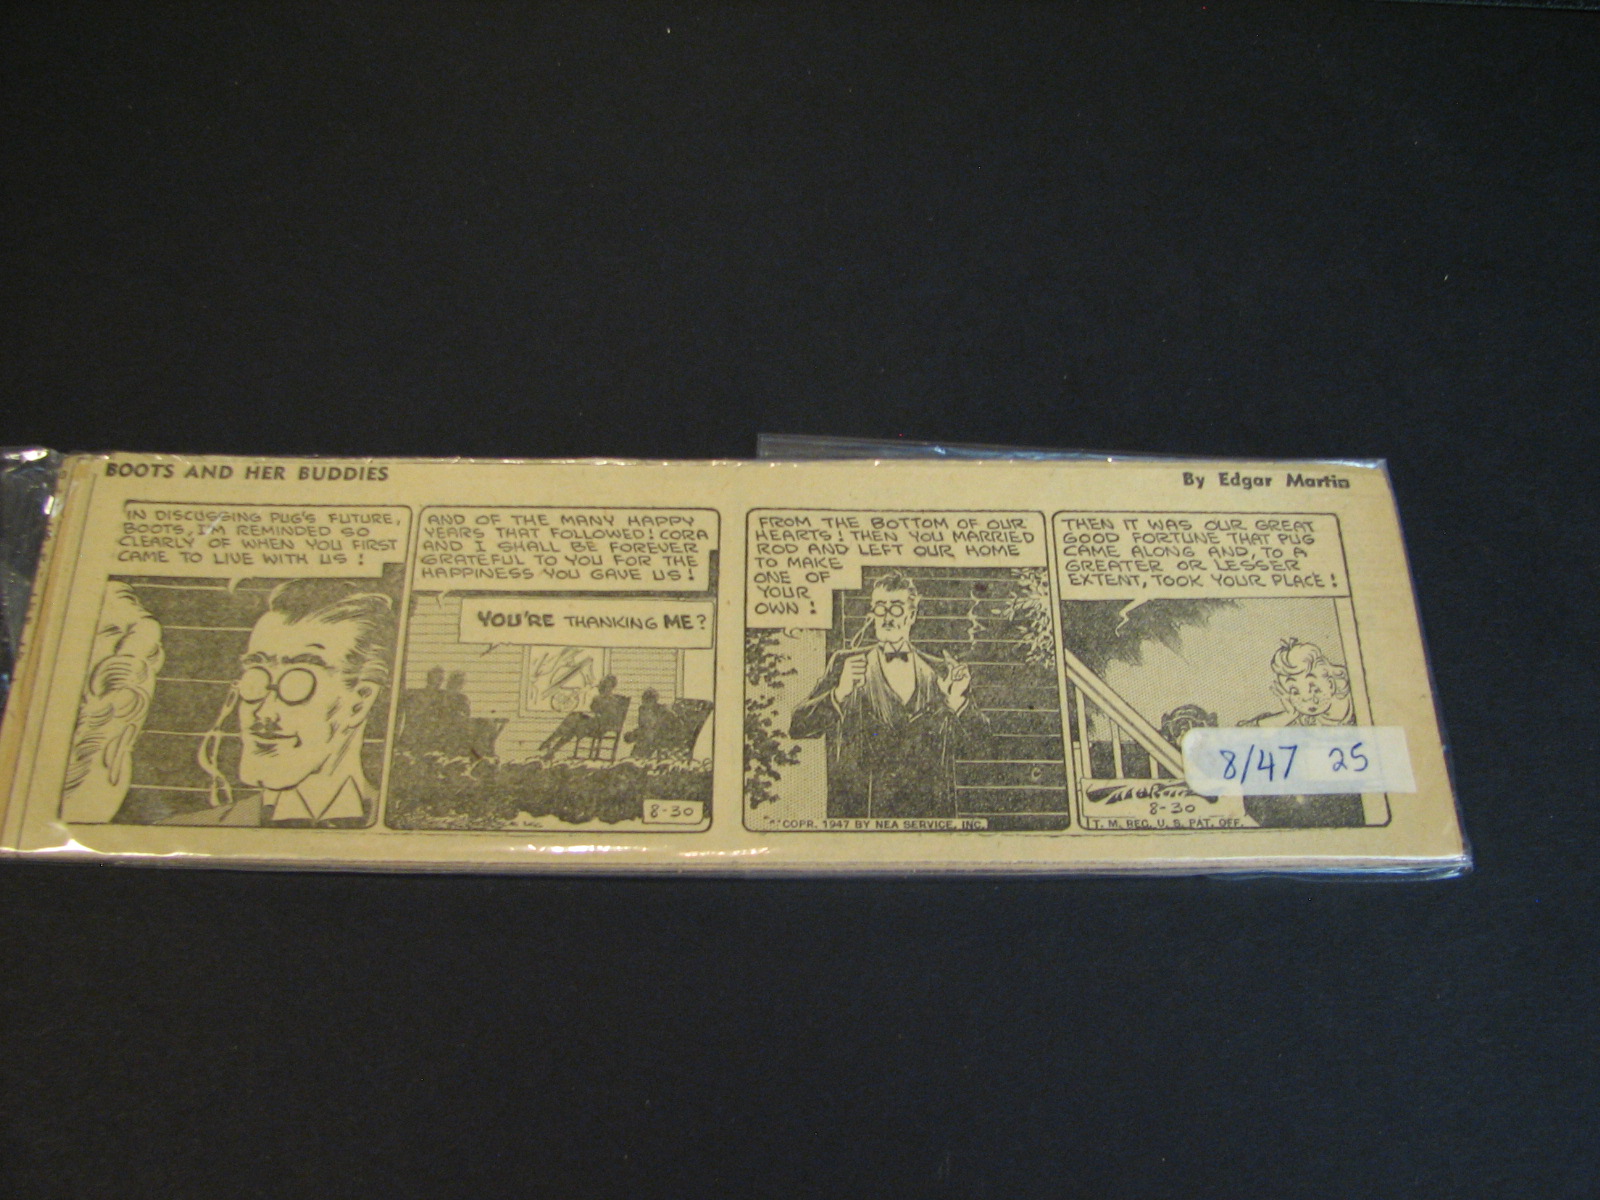 BOOTS AND HER BUDDIES
By Edgar Martin
IN DISCUSSING PUG'S FUTURE,
BOOTS, I'M REMINDED SO
CLEARLY OF WHEN YOU FIRST
CAME TO LIVE WITH US!
AND OF THE MANY HAPPY
YEARS THAT FOLLOWED! CORA
AND I SHALL BE FOREVER
GRATEFUL TO YOU FOR THE
HAPPINESS YOU GAVE US!
YOU'RE THANKING ME?
8-30
FROM THE BOTTOM OF OUR
HEARTS! THEN YOU MARRIED
ROD AND LEFT OUR HOME
TO MAKE
ONE OF
YOUR
OWN!
COPR. 1947 BY NEA SERVICE, INC.
THEN IT WAS OUR GREAT
GOOD FORTUNE THAT PUG
CAME ALONG AND, TO A
GREATER OR LESSER
EXTENT, TOOK YOUR PLACE!
8/47 25
8-30
T. M. REG. U. S. PAT. OFF.